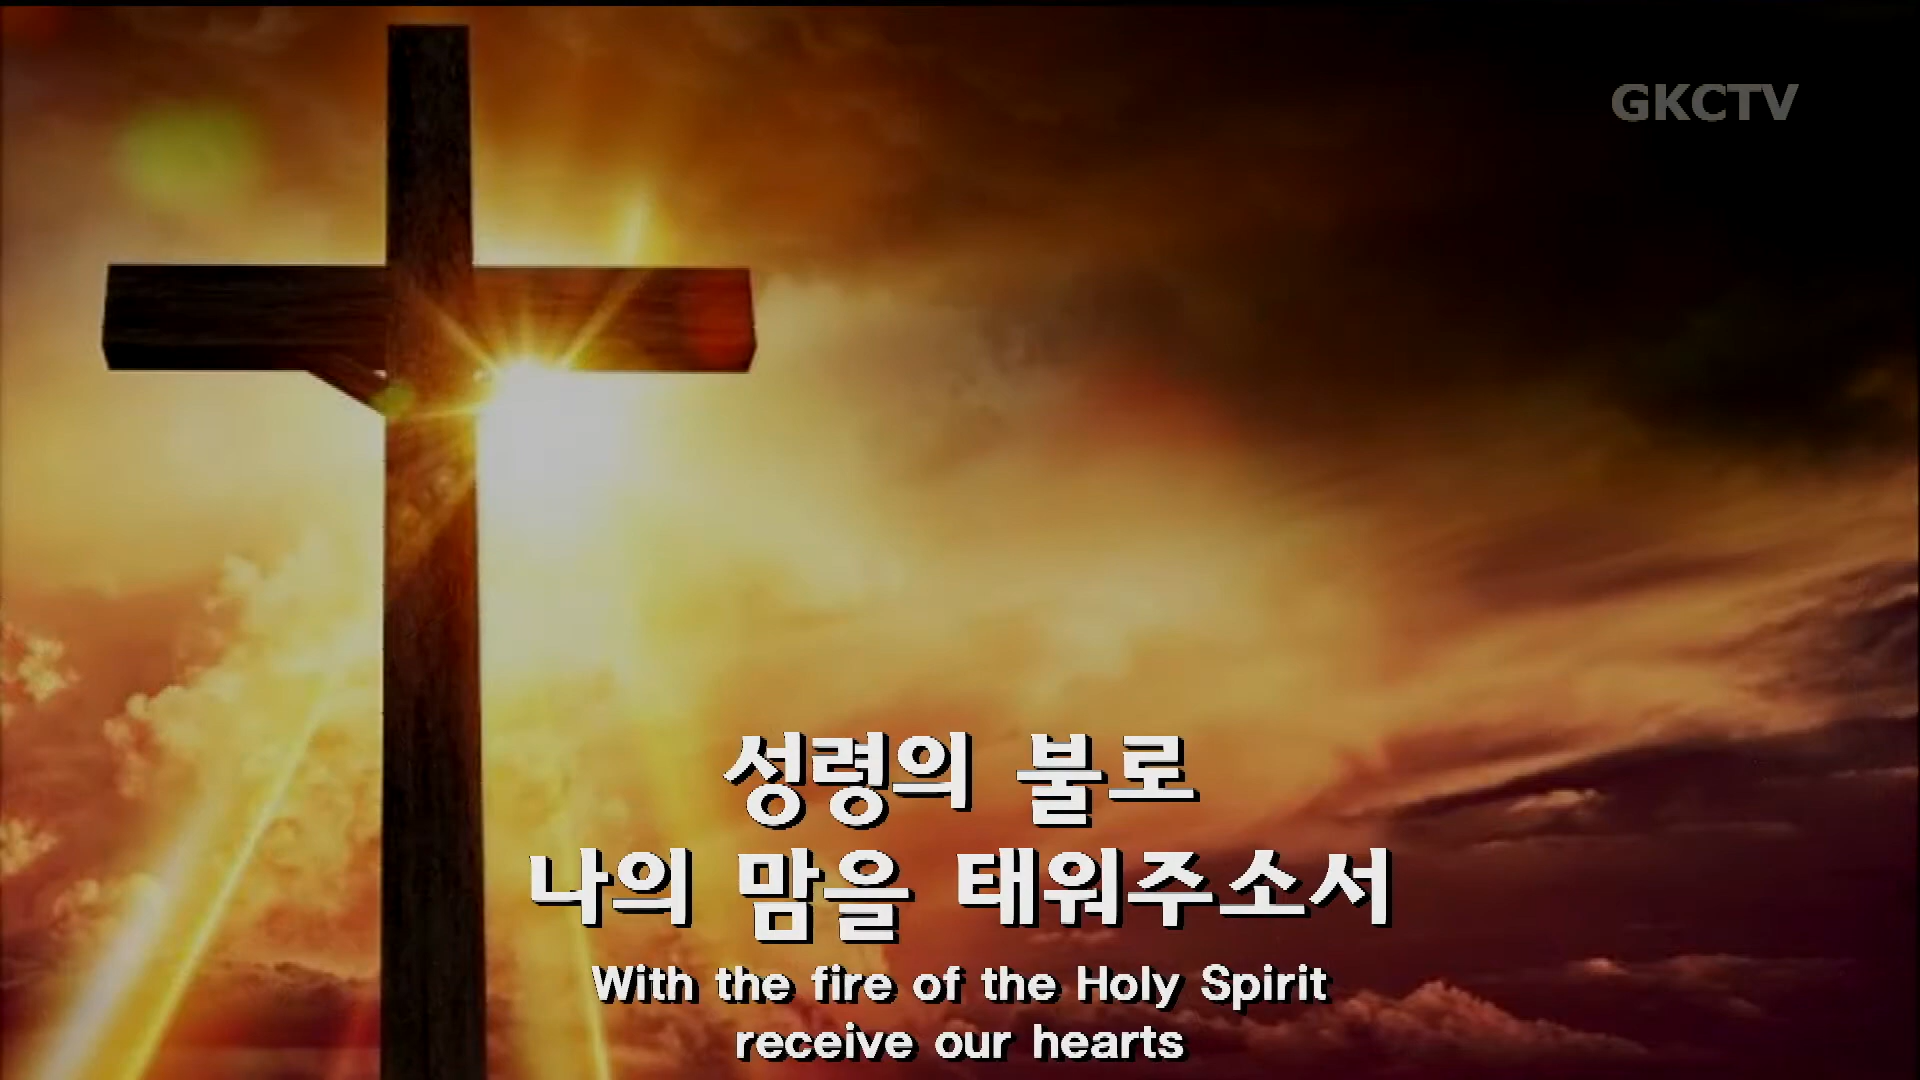 GKCTV
성령의 불로
나의 맘을 태워주소서
With the fire of the Holy Spirit
receive our hearts